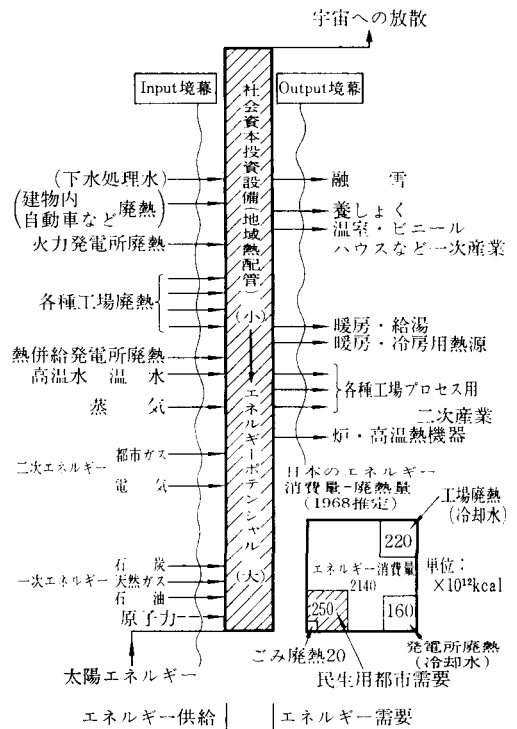 宇宙への放散
Input境幕
Output境幕
社会資本投資設備(地域熱配管)(小)
エネルギーポテンシャル(大)
(下水処理水)
(建物内
自動車など)廃熱
火力発電所廃熱
各種工場廃熱
熱併給発電所廃熱
高温水 温水
蒸気
二次エネルギー
都市ガス
電気
一次エネルギー
石炭
天然ガス
石油
原子力
太陽エネルギー
エネルギー供給
融雪
養しょく
温室・ビニール
ハウスなど一次産業
暖房・給湯
暖房・冷房用熱源
各種工場プロセス用
二次産業
炉・高温熱機器
日本のエネルギー
消費量-廃熱量
(1968推定)
工場廃熱
(冷却水)
220
エネルギー消費量
2140
単位:
×10¹²kcal
250
160
ごみ廃熱20
発電所廃熱
(冷却水)
民生用都市需要
エネルギー需要